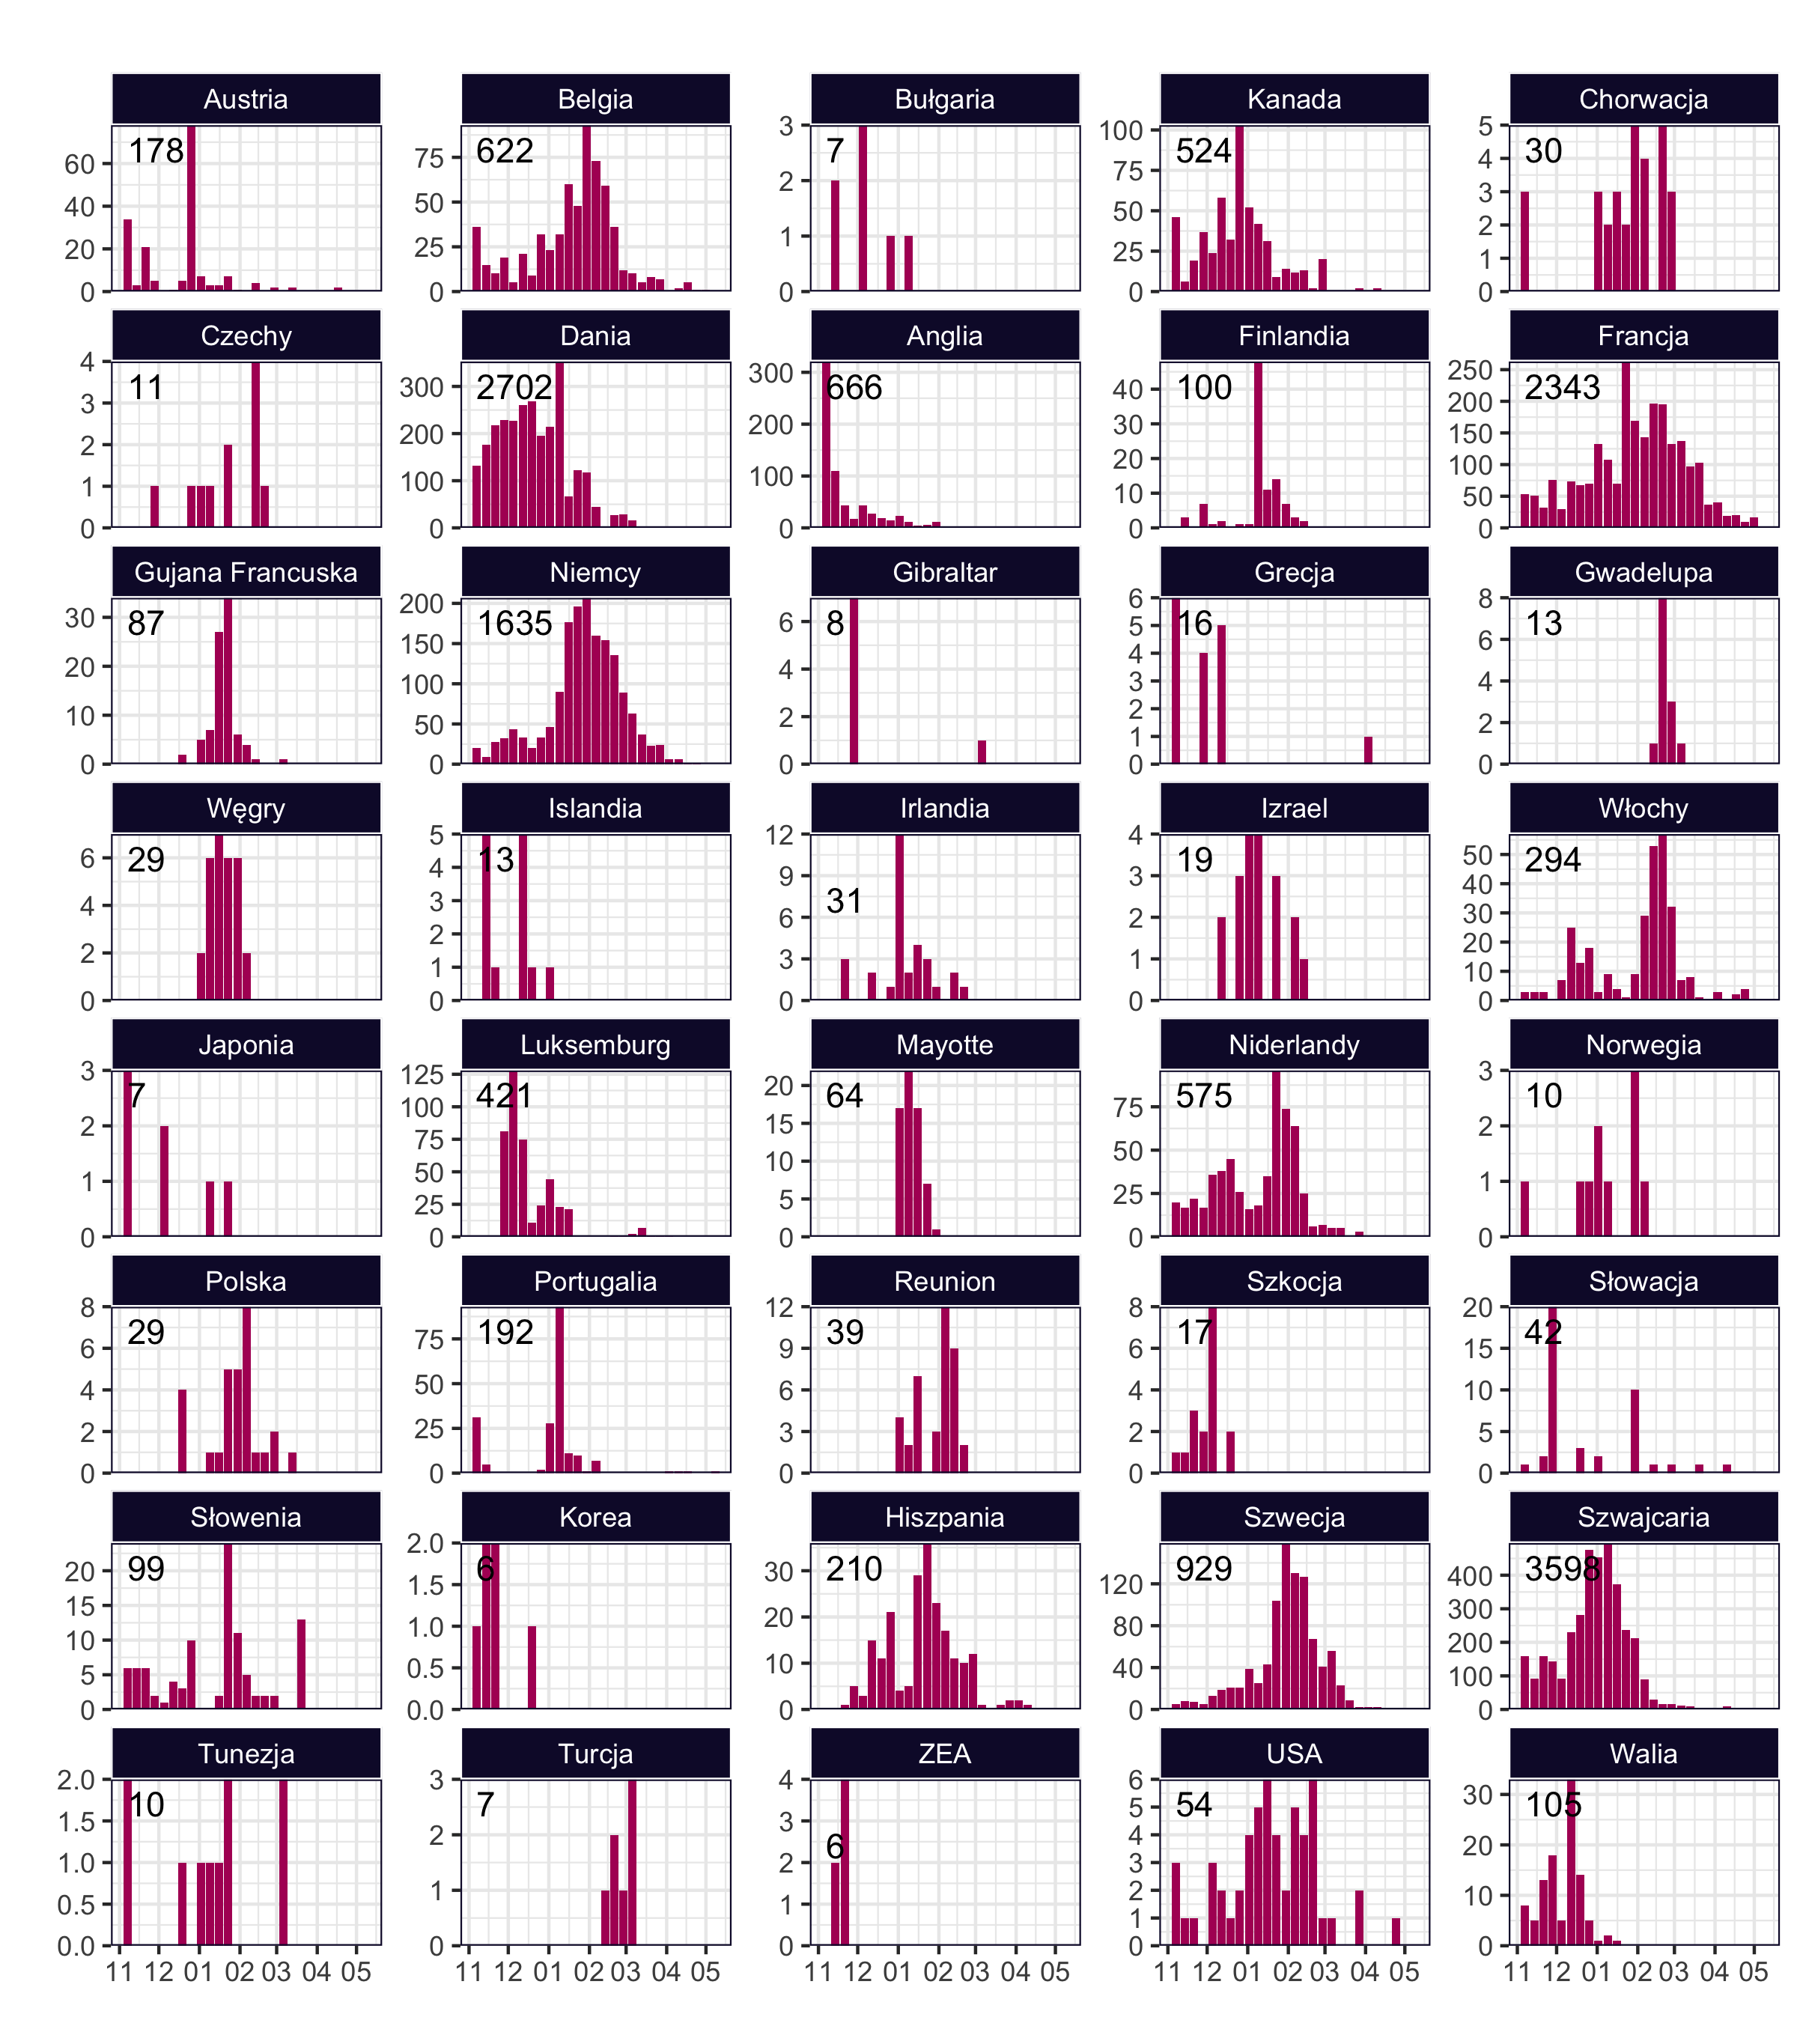 Austria Belgia Bułgaria Kanada Chorwacja
178 622 7 524 30
60 40 20 0
75 50 25 0
3 2 1 0
100 75 50 25 0
5 4 3 2 1 0
Czechy Dania Anglia Finlandia Francja
11 2702 666 100 2343
4 3 2 1 0
300 200 100 0
300 200 100 0
40 30 20 10 0
250 200 150 100 50 0
Gujana Francuska Niemcy Gibraltar Grecja Gwadelupa
87 1635 8 16 13
30 20 10 0
200 150 100 50 0
6 4 2 0
6 5 4 3 2 1 0
8 6 4 2 0
Węgry Islandia Irlandia Izrael Włochy
29 13 31 19 294
6 4 2 0
5 4 3 2 1 0
12 9 6 3 0
4 3 2 1 0
50 40 30 20 10 0
Japonia Luksemburg Mayotte Niderlandy Norwegia
7 421 64 575 10
3 2 1 0
125 100 75 50 25 0
20 15 10 5 0
75 50 25 0
3 2 1 0
Polska Portugalia Reunion Szkocja Słowacja
29 192 39 17 42
8 6 4 2 0
75 50 25 0
12 9 6 3 0
8 6 4 2 0
20 15 10 5 0
Słowenia Korea Hiszpania Szwecja Szwajcaria
99 6 210 929 3598
20 15 10 5 0
2.0 1.5 1.0 0.5 0.0
30 20 10 0
120 80 40 0
400 300 200 100 0
Tunezja Turcja ZEA USA Walia
10 7 6 54 105
2.0 1.5 1.0 0.5 0.0
3 2 1 0
4 3 2 1 0
6 5 4 3 2 1 0
30 20 10 0
11 12 01 02 03 04 05 11 12 01 02 03 04 05 11 12 01 02 03 04 05 11 12 01 02 03 04 05 11 12 01 02 03 04 05